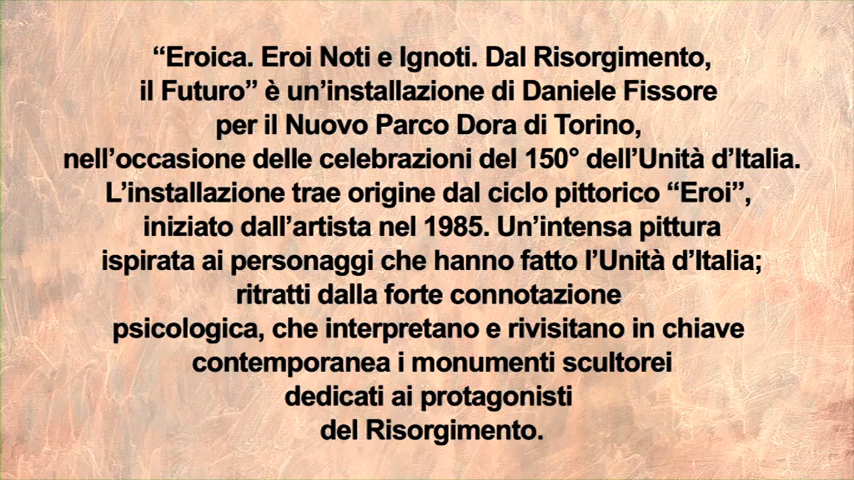 “Eroica. Eroi Noti e Ignoti. Dal Risorgimento,
il Futuro” è un’installazione di Daniele Fissore
per il Nuovo Parco Dora di Torino,
nell’occasione delle celebrazioni del 150° dell’Unità d’Italia.
L’installazione trae origine dal ciclo pittorico “Eroi”,
iniziato dall’artista nel 1985. Un’intensa pittura
ispirata ai personaggi che hanno fatto l’Unità d’Italia;
ritratti dalla forte connotazione
psicologica, che interpretano e rivisitano in chiave
contemporanea i monumenti scultorei
dedicati ai protagonisti
del Risorgimento.